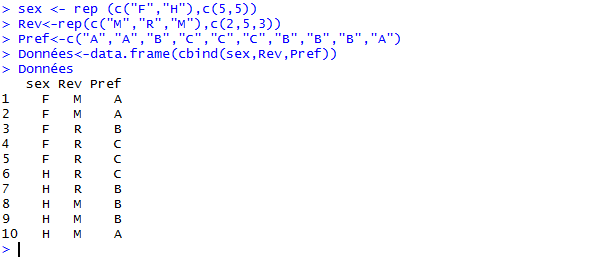 > sex <- rep (c("F","H"),c(5,5))
> Rev<-rep(c("M","R","M"),c(2,5,3))
> Pref<-c("A","A","B","C","C","C","B","B","B","A")
> Données<-data.frame(cbind(sex,Rev,Pref))
> Données
   sex Rev Pref
1    F   M    A
2    F   M    A
3    F   R    B
4    F   R    C
5    F   R    C
6    H   R    C
7    H   R    B
8    H   M    B
9    H   M    B
10   H   M    A
>